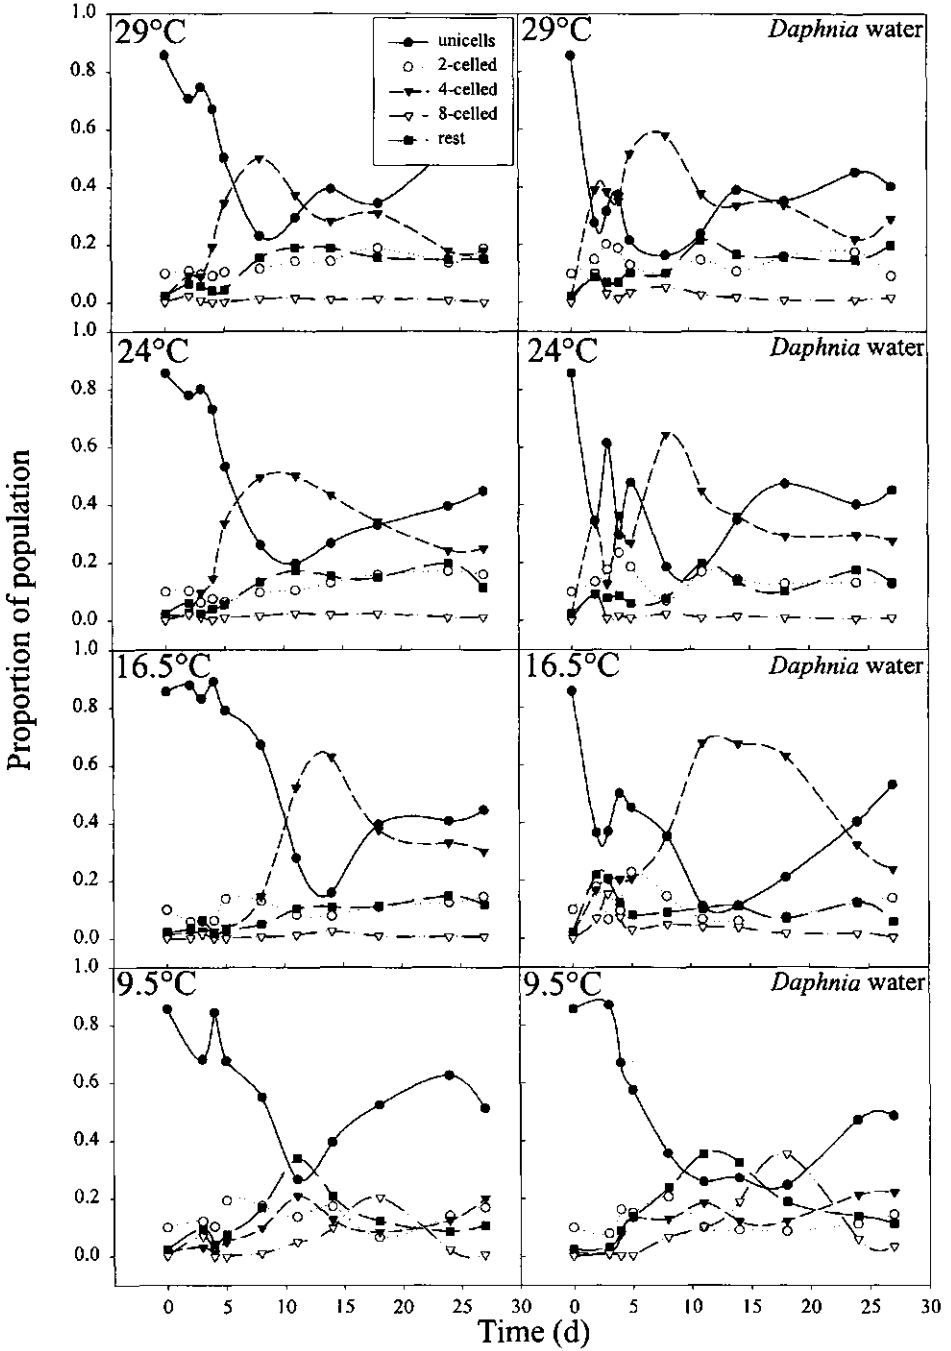 1.0
29°C
unicells
2-celled
4-celled
8-celled
rest
29°C
Daphnia water
0.8
0.6
0.4
0.2
0.0
1.0
24°C
24°C
Daphnia water
0.8
0.6
0.4
0.2
0.0
1.0
16.5°C
16.5°C
Daphnia water
0.8
0.6
0.4
0.2
0.0
1.0
9.5°C
9.5°C
Daphnia water
0.8
0.6
0.4
0.2
0.0
Proportion of population
0 5 10 15 20 25 30 0 5 10 15 20 25 30
Time (d)